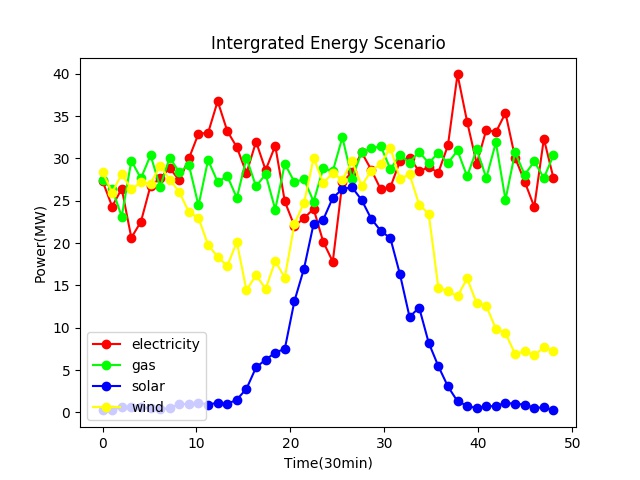 Intergrated Energy Scenario
Power(MW)
40
35
30
25
20
15
10
5
0
electricity
gas
solar
wind
0 10 20 30 40 50
Time(30min)